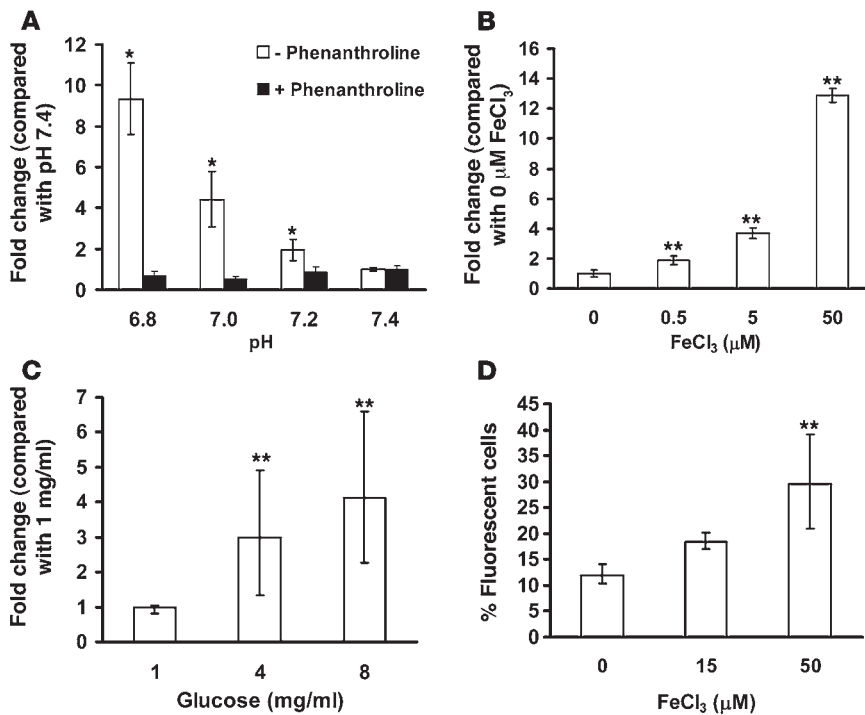 A
Fold change (compared
with pH 7.4)
12
10
8
6
4
2
0
*
*
*
- Phenanthroline
+ Phenanthroline
6.8 7.0 7.2 7.4
pH
B
Fold change (compared
with 0 µM FeCl₃)
16
14
12
10
8
6
4
2
0
**
**
**
0 0.5 5 50
FeCl₃ (µM)
C
Fold change (compared
with 1 mg/ml)
7
6
5
4
3
2
1
0
**
**
1 4 8
Glucose (mg/ml)
D
% Fluorescent cells
45
40
35
30
25
20
15
10
5
0
**
0 15 50
FeCl₃ (µM)